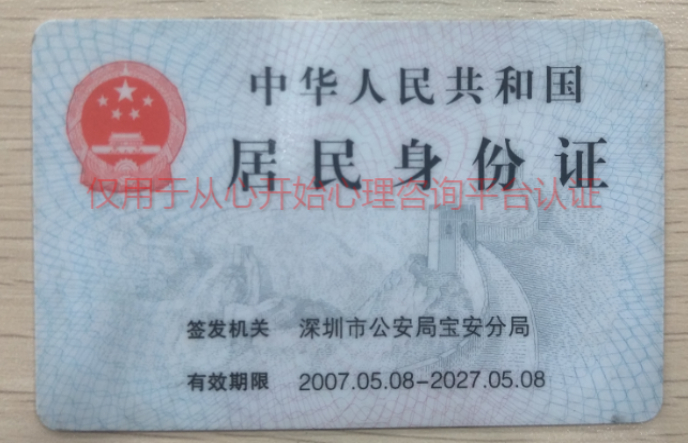 中华人民共和国
居民身份证
仅用于从心开始心理咨询平台认证
签发机关 深圳市公安局宝安分局
有效期限 2007.05.08-2027.05.08